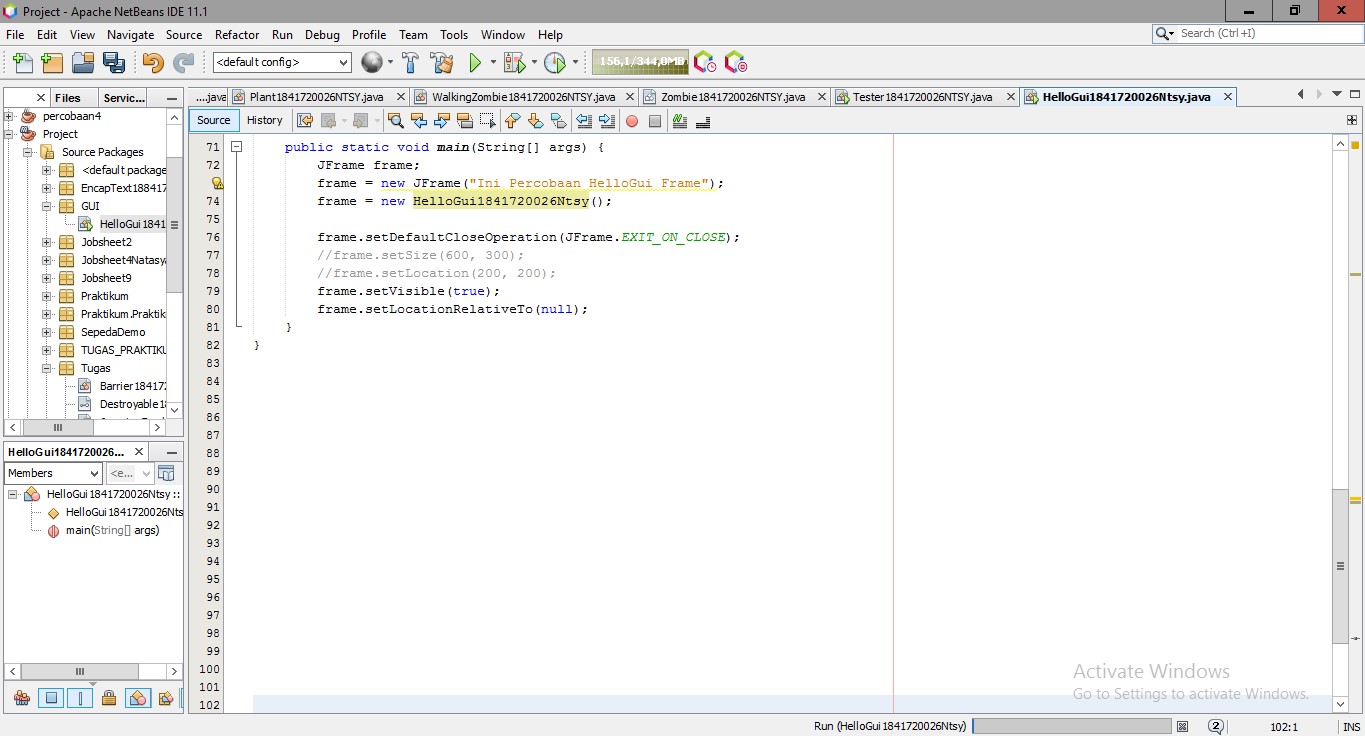 Project - Apache NetBeans IDE 11.1
File Edit View Navigate Source Refactor Run Debug Profile Team Tools Window Help
Search (Ctrl+I)
<default config>
156,1/344,0MB
Files
Servic...
....java
Plant1841720026NTSY.java
WalkingZombie1841720026NTSY.java
Zombie1841720026NTSY.java
Tester1841720026NTSY.java
HelloGui1841720026Ntsy.java
percobaan4
Project
Source Packages
<default package
EncapText188417
GUI
HelloGui1841
Jobsheet2
Jobsheet4Natasya
Jobsheet9
Praktikum
Praktikum.Praktik
SepedaDemo
TUGAS_PRAKTIKU
Tugas
Barrier18417
Destroyable18
Source History
71 public static void main(String[] args) {
72 JFrame frame;
frame = new JFrame("Ini Percobaan HelloGui Frame");
74 frame = new HelloGui1841720026Ntsy();
75
76 frame.setDefaultCloseOperation(JFrame.EXIT_ON_CLOSE);
77 //frame.setSize(600, 300);
78 //frame.setLocation(200, 200);
79 frame.setVisible(true);
80 frame.setLocationRelativeTo(null);
81 }
82 }
83
84
85
86
87
88
89
90
91
92
93
94
95
96
97
98
99
100
101
102
HelloGui1841720026...
Members
<e...
HelloGui1841720026Ntsy ::
HelloGui1841720026Nts
main(String[] args)
Activate Windows
Go to Settings to activate Windows.
Run (HelloGui1841720026Ntsy)
2
102:1
INS